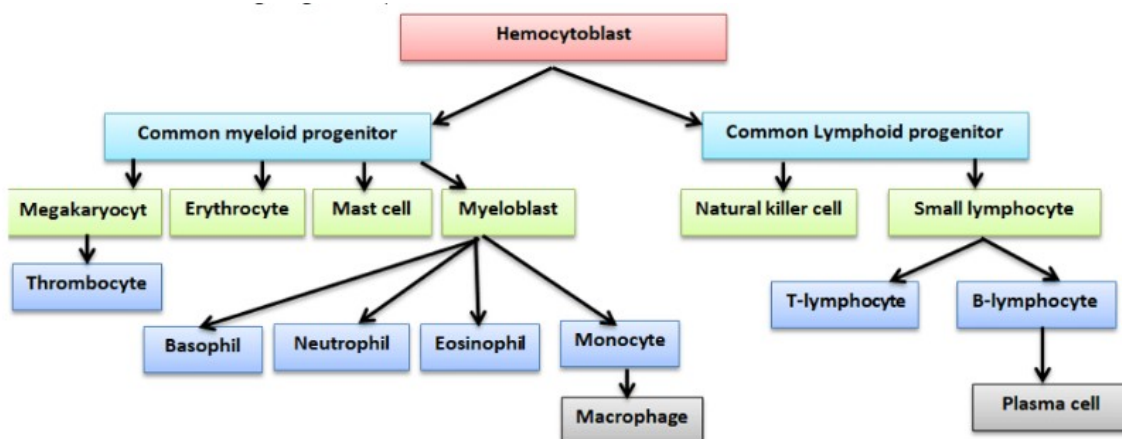 Hemocytoblast
Common myeloid progenitor
Common Lymphoid progenitor
Megakaryocyt
Erythrocyte
Mast cell
Myeloblast
Natural killer cell
Small lymphocyte
Thrombocyte
T-lymphocyte
B-lymphocyte
Basophil
Neutrophil
Eosinophil
Monocyte
Macrophage
Plasma cell